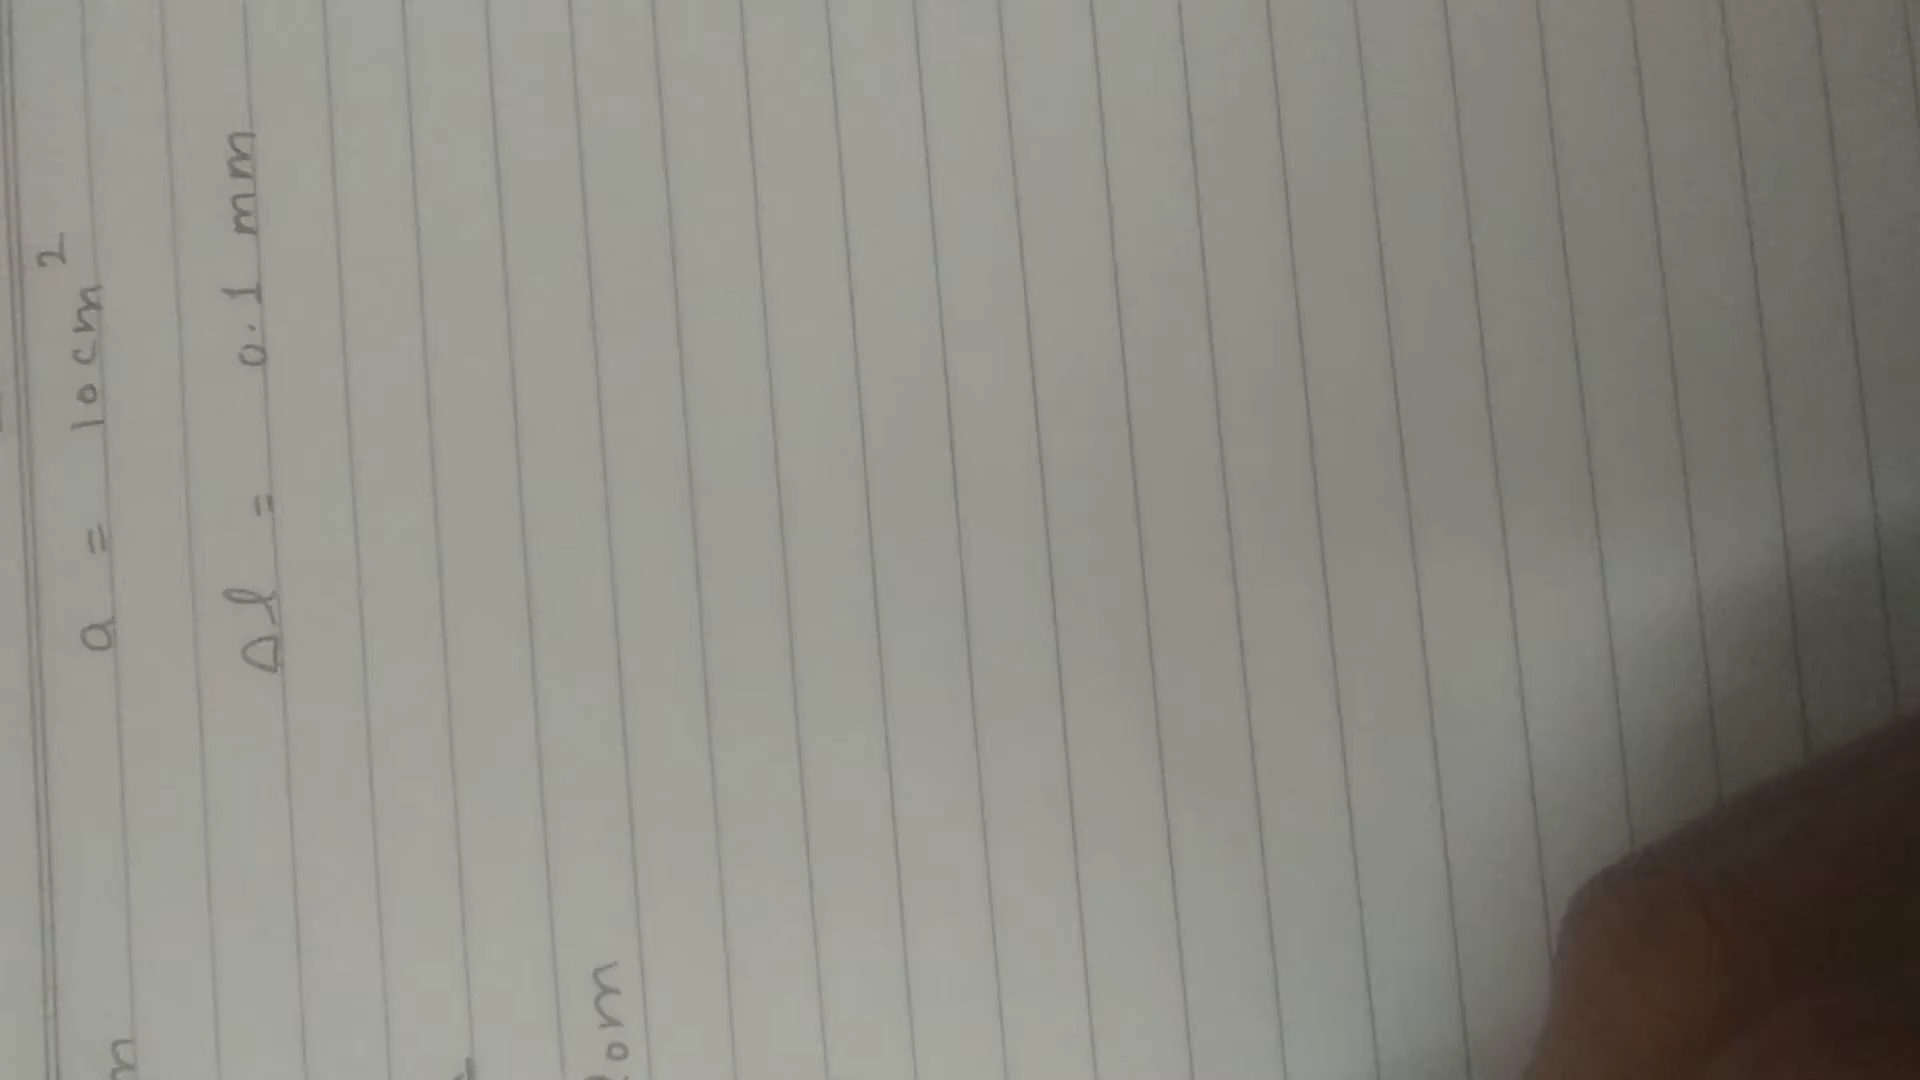 a = 10cm²
Δl = 0.1 mm